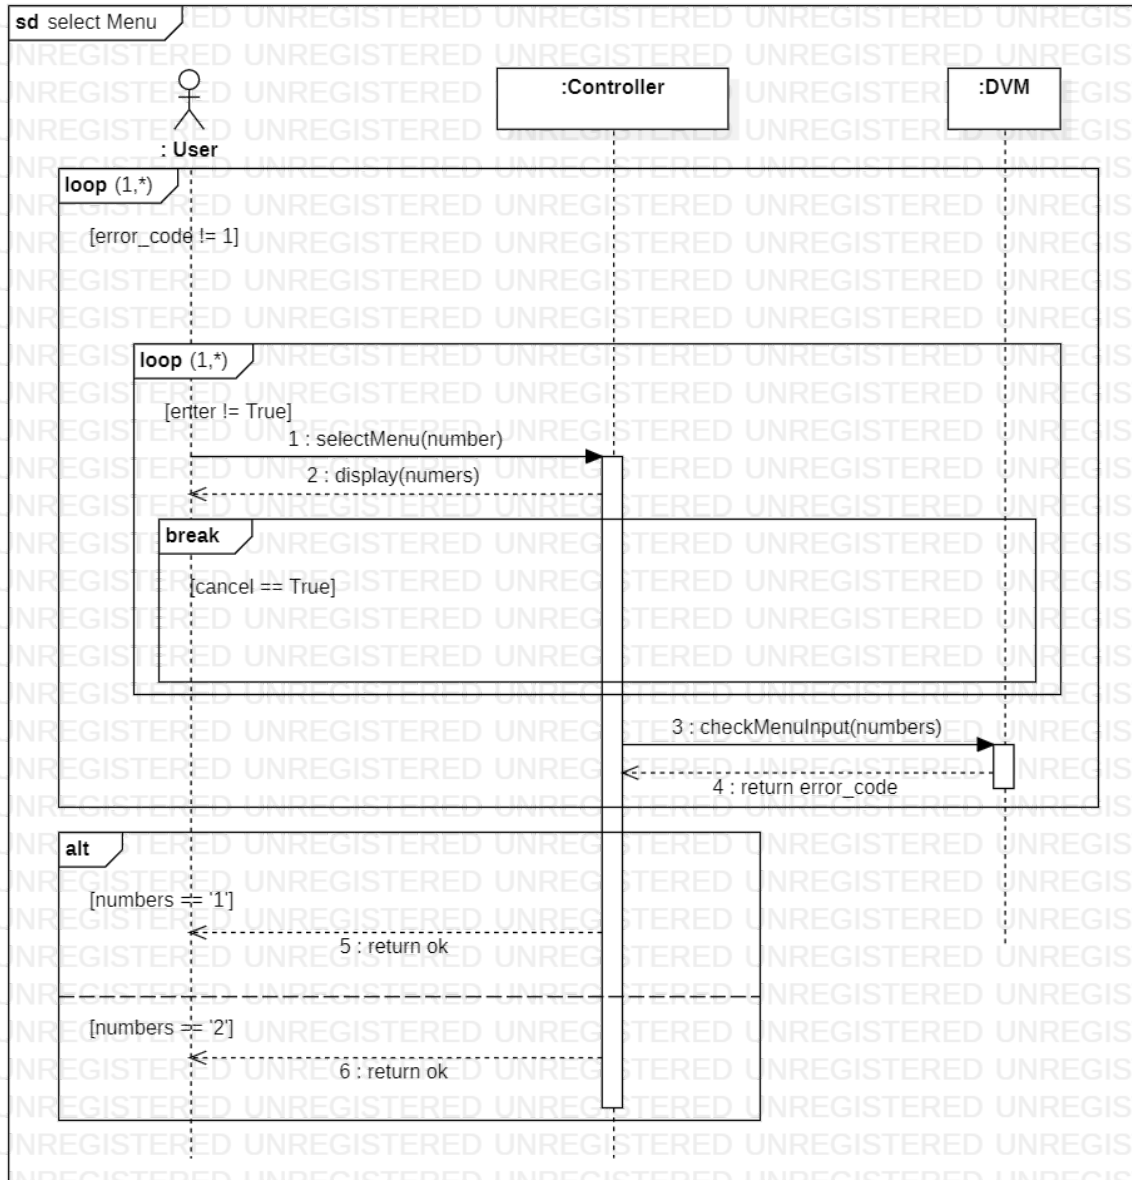 sd select Menu
:Controller
:DVM
: User
loop (1,*)
[error_code != 1]
loop (1,*)
[enter != True]
1 : selectMenu(number)
2 : display(numers)
break
[cancel == True]
3 : checkMenuInput(numbers)
4 : return error_code
alt
[numbers == '1']
5 : return ok
[numbers == '2']
6 : return ok
UNREGISTERED